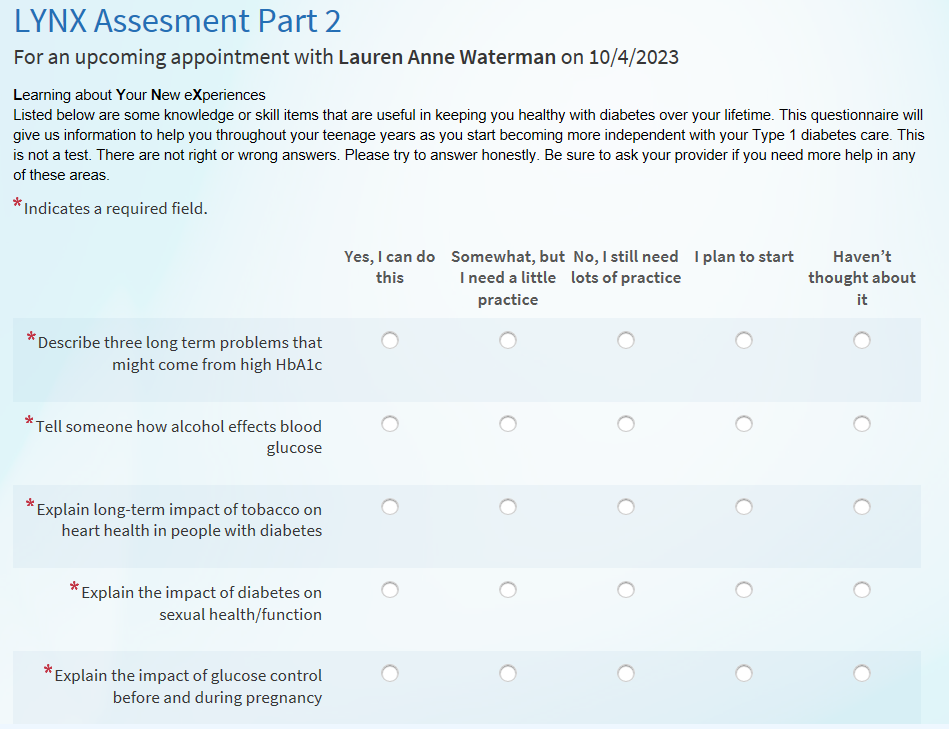 LYNX Assesment Part 2
For an upcoming appointment with Lauren Anne Waterman on 10/4/2023
Learning about Your New eXperiences
Listed below are some knowledge or skill items that are useful in keeping you healthy with diabetes over your lifetime. This questionnaire will
give us information to help you throughout your teenage years as you start becoming more independent with your Type 1 diabetes care. This
is not a test. There are not right or wrong answers. Please try to answer honestly. Be sure to ask your provider if you need more help in any
of these areas.
*Indicates a required field.
Yes, I can do this
Somewhat, but I need a little practice
No, I still need lots of practice
I plan to start
Haven't thought about it
*Describe three long term problems that
might come from high HbA1c
*Tell someone how alcohol effects blood
glucose
*Explain long-term impact of tobacco on
heart health in people with diabetes
*Explain the impact of diabetes on
sexual health/function
*Explain the impact of glucose control
before and during pregnancy